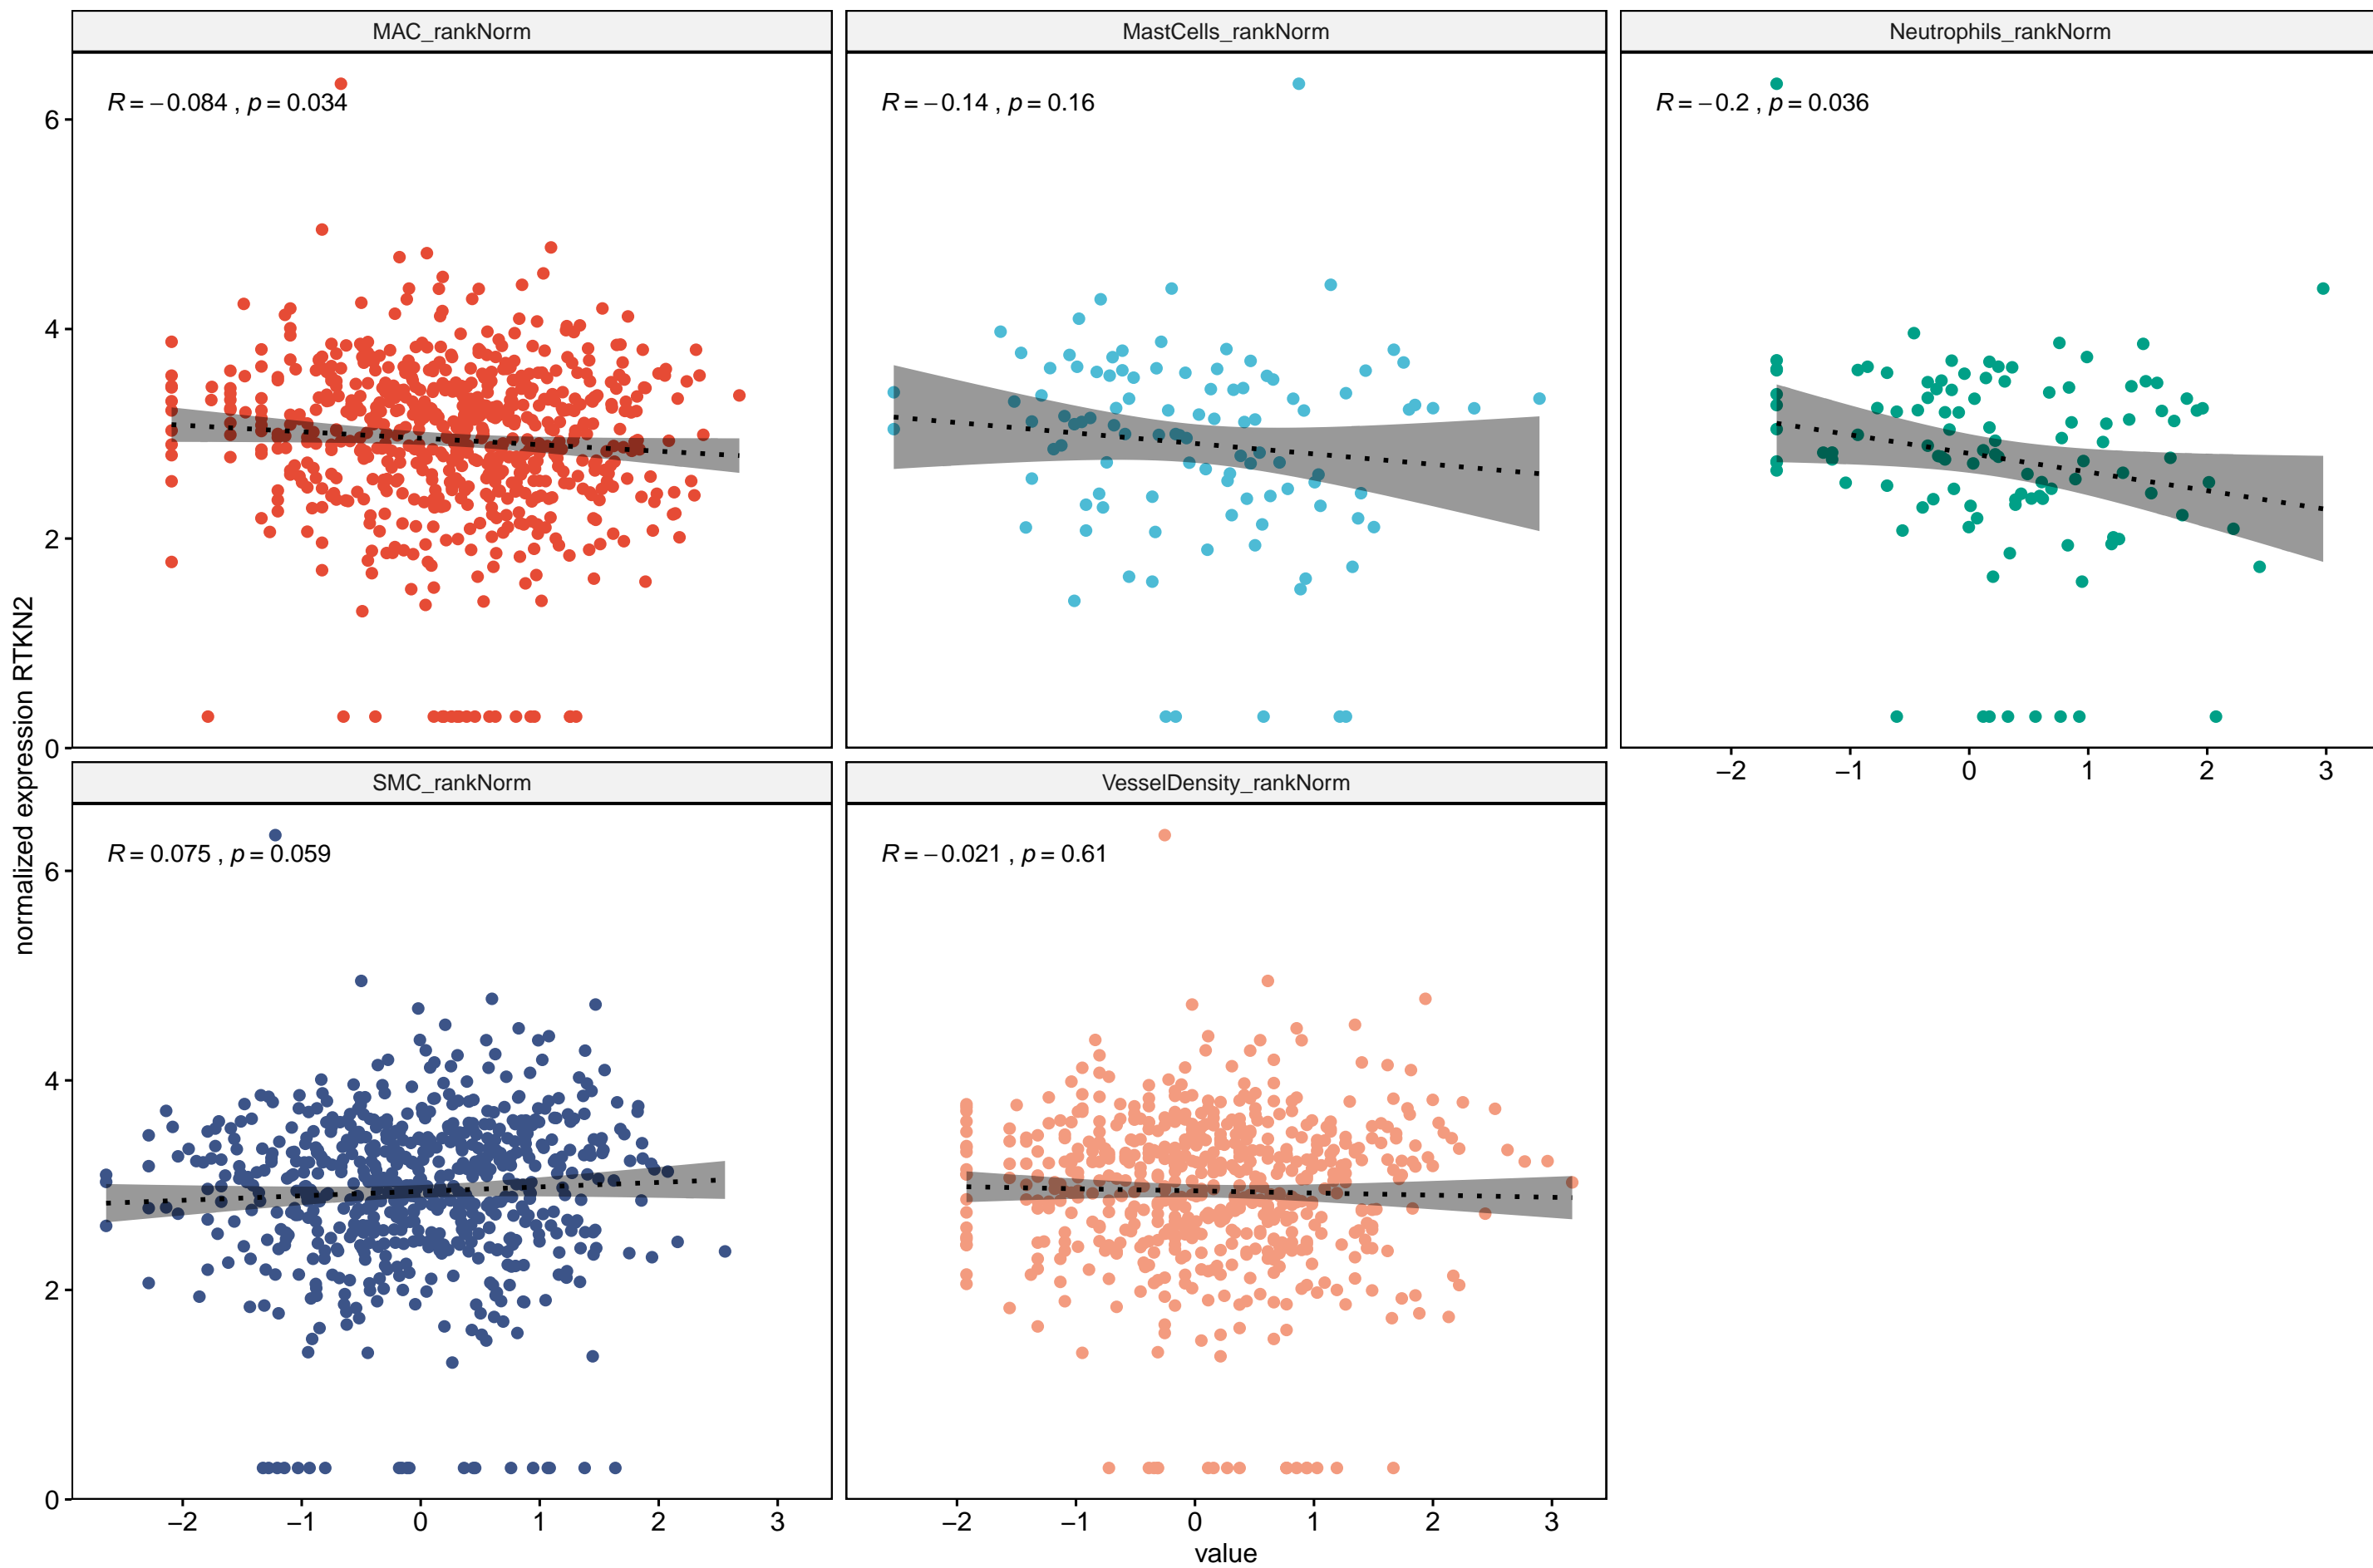 MAC_rankNorm
MastCells_rankNorm
Neutrophils_rankNorm
R = −0.084 , p = 0.034
R = −0.14 , p = 0.16
R = −0.2 , p = 0.036
6
4
2
0
−2 −1 0 1 2 3
normalized expression RTKN2
SMC_rankNorm
VesselDensity_rankNorm
R = 0.075 , p = 0.059
R = −0.021 , p = 0.61
6
4
2
0
−2 −1 0 1 2 3
−2 −1 0 1 2 3
value